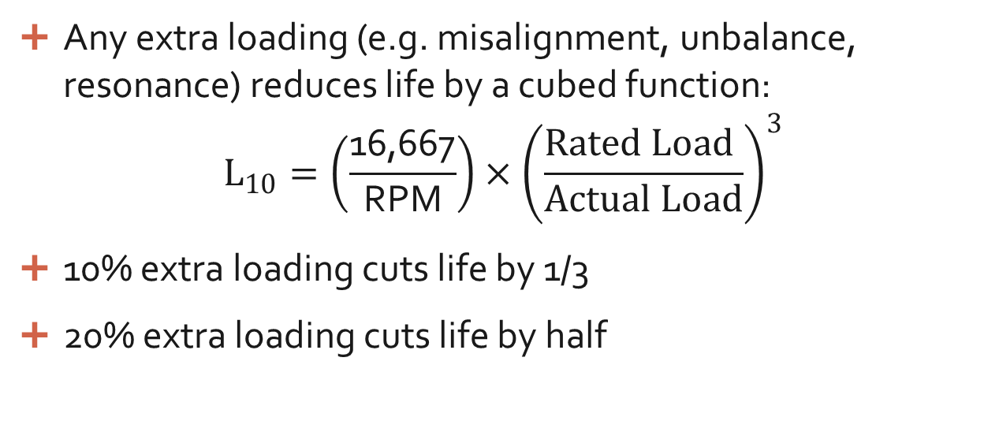 + Any extra loading (e.g. misalignment, unbalance,
resonance) reduces life by a cubed function:
L₁₀ = (16,667 / RPM) × (Rated Load / Actual Load)³
+ 10% extra loading cuts life by 1/3
+ 20% extra loading cuts life by half